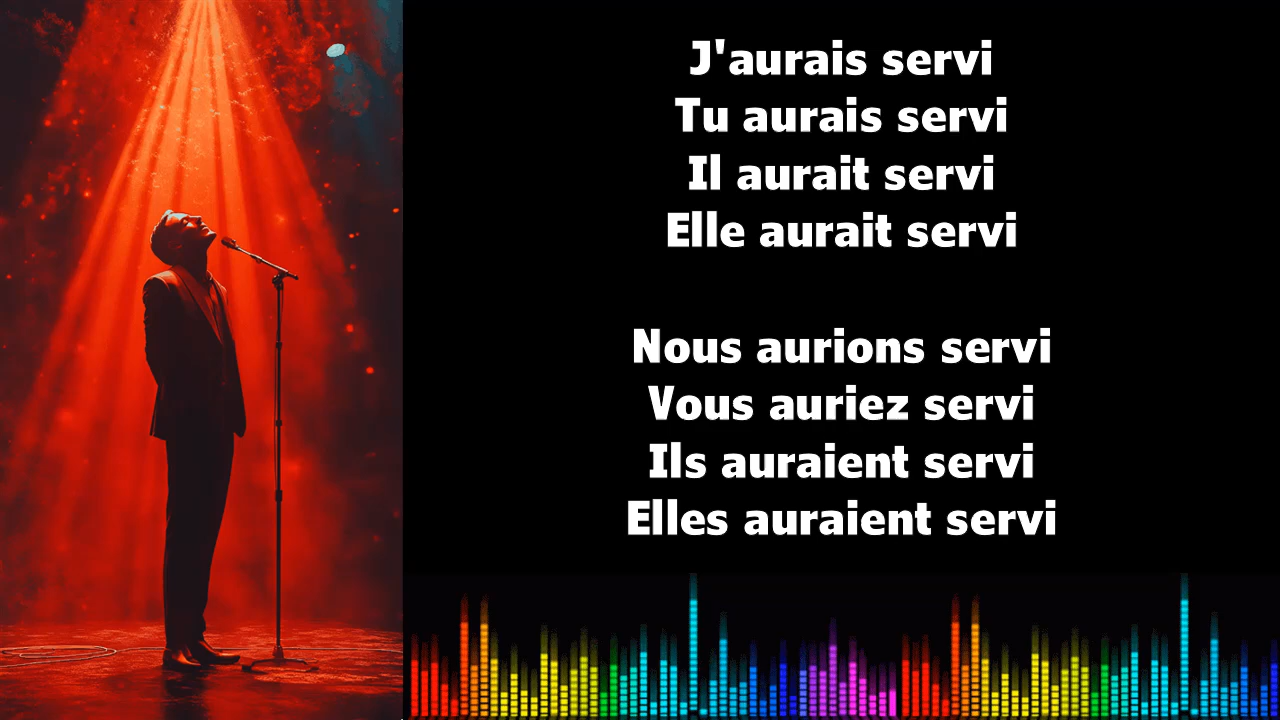 J'aurais servi
Tu aurais servi
Il aurait servi
Elle aurait servi
Nous aurions servi
Vous auriez servi
Ils auraient servi
Elles auraient servi